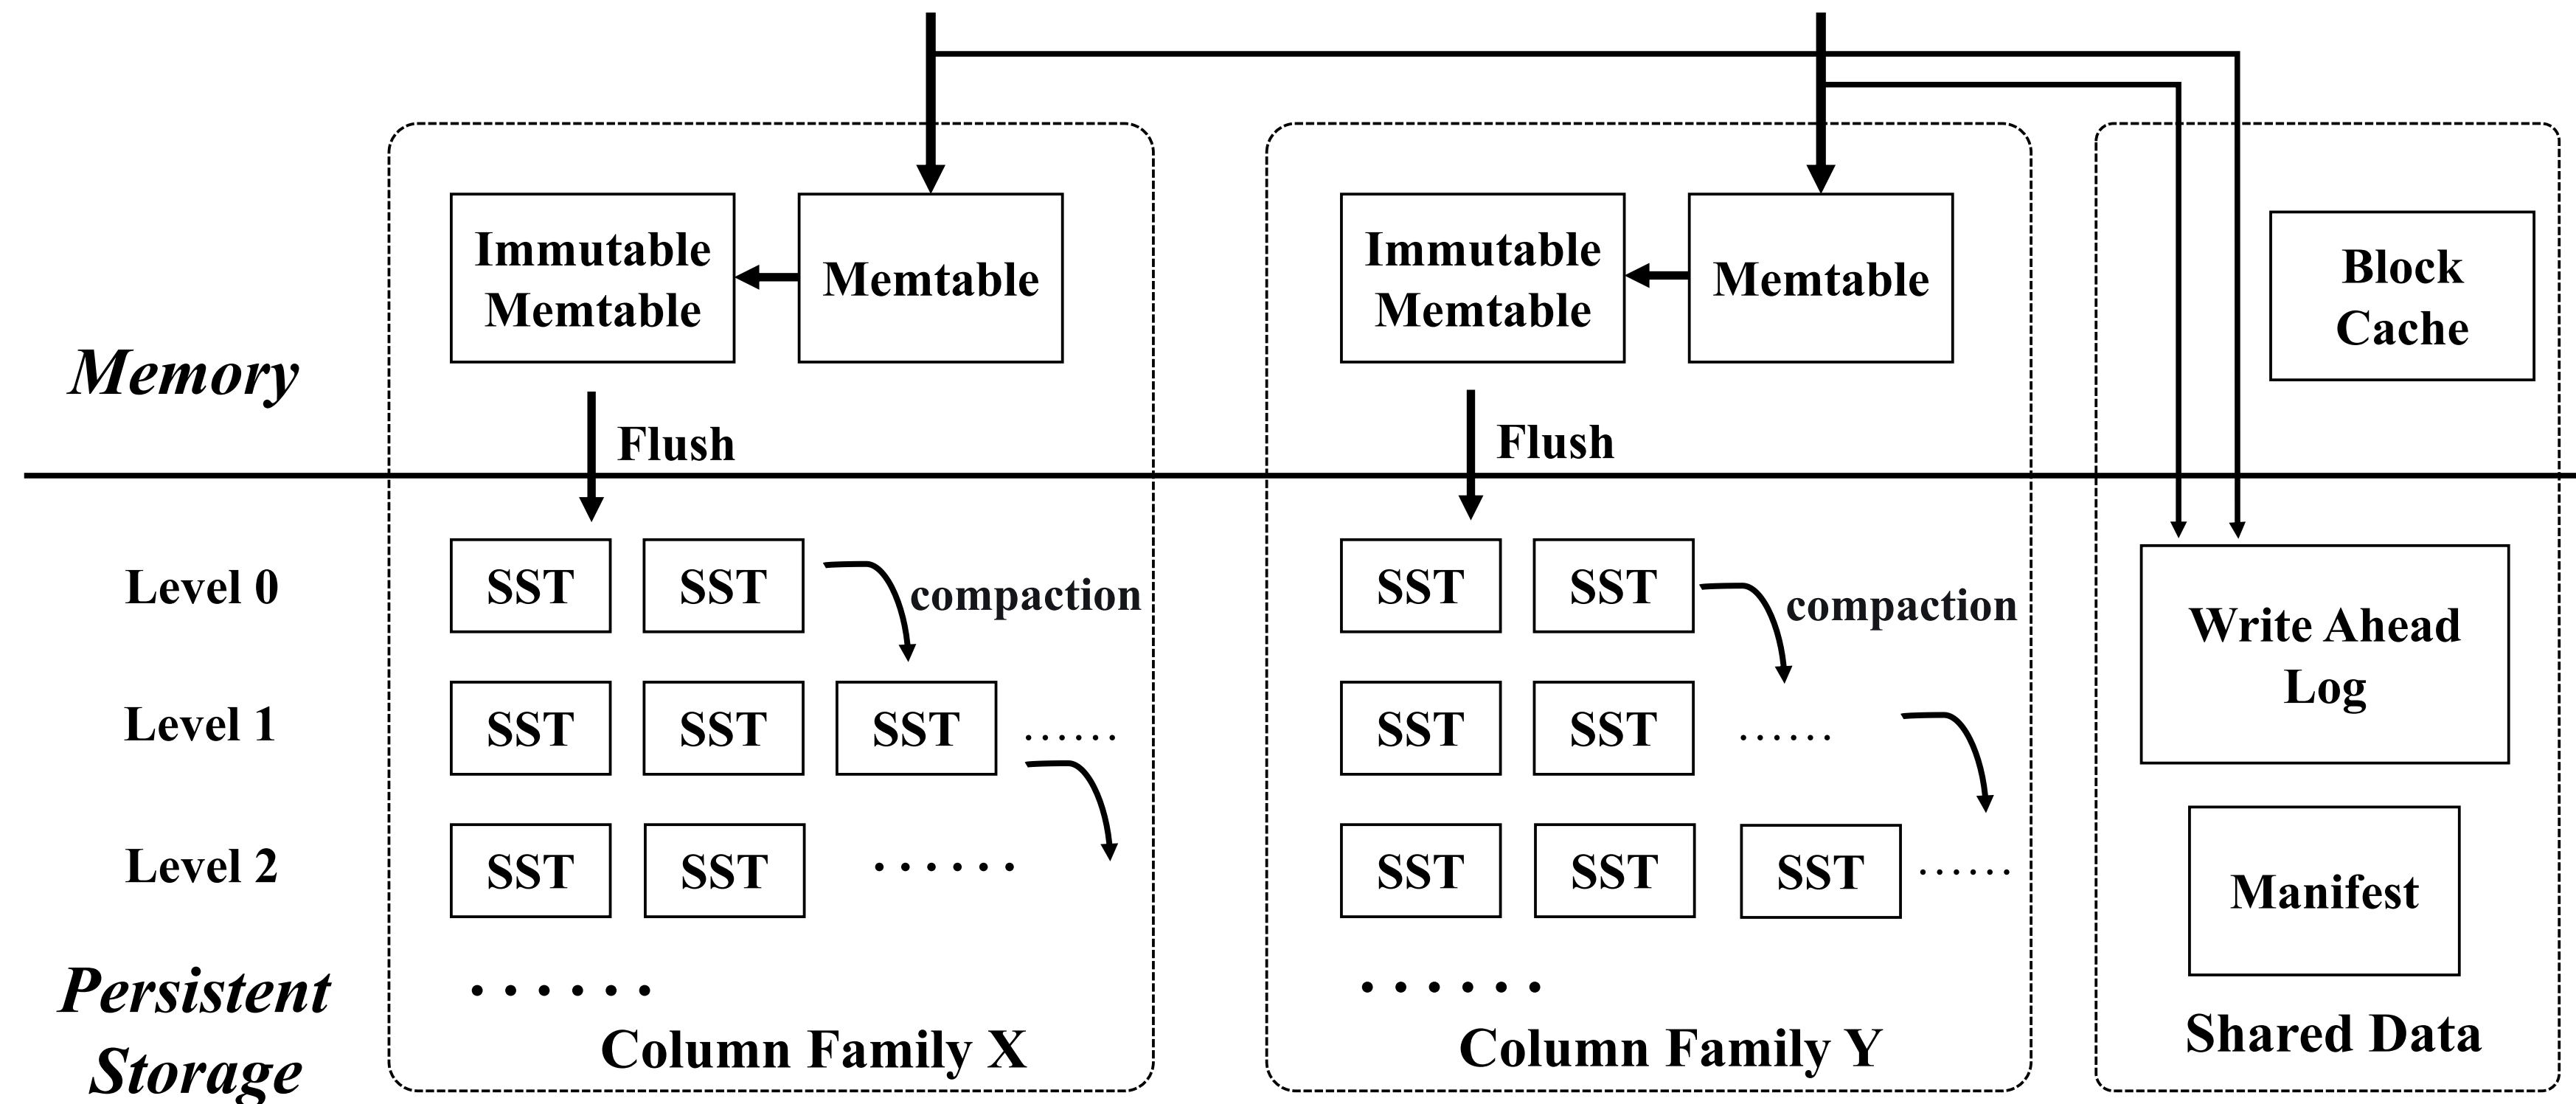 Memory
Immutable
Memtable
Memtable
Flush
Immutable
Memtable
Memtable
Flush
Block
Cache
Level 0
SST SST
compaction
SST SST
compaction
Level 1
SST SST SST ......
SST SST ......
Level 2
SST SST ......
SST SST SST ......
Write Ahead
Log
Manifest
Persistent
Storage
......
Column Family X
......
Column Family Y
Shared Data